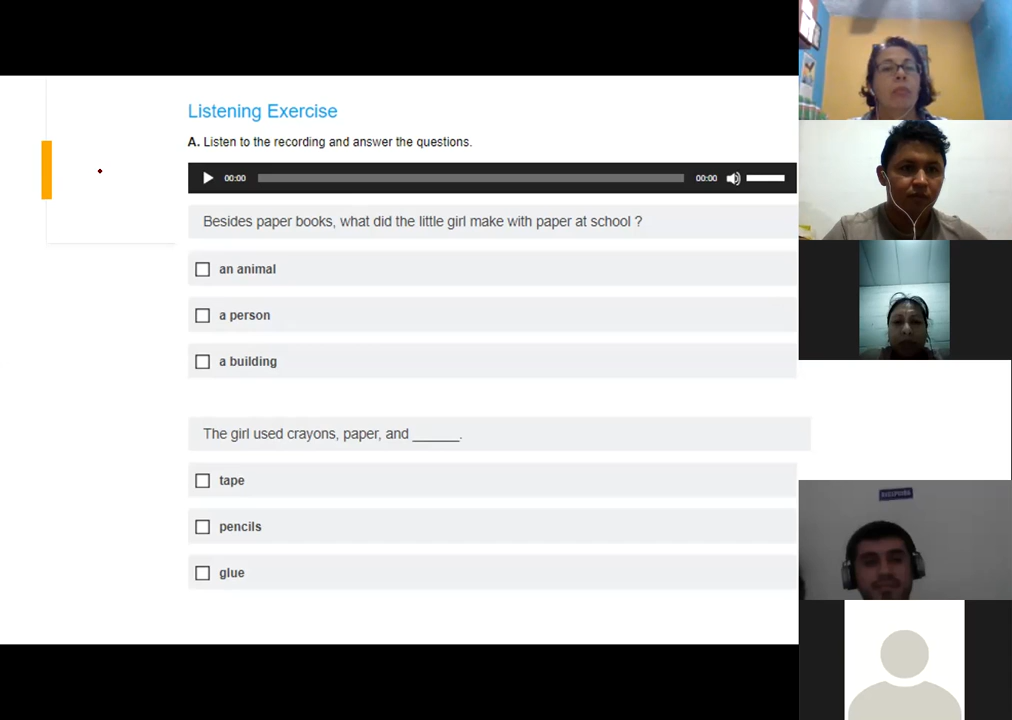 Listening Exercise
A. Listen to the recording and answer the questions.
00:00 00:00
Besides paper books, what did the little girl make with paper at school ?
an animal
a person
a building
The girl used crayons, paper, and ______.
tape
pencils
glue